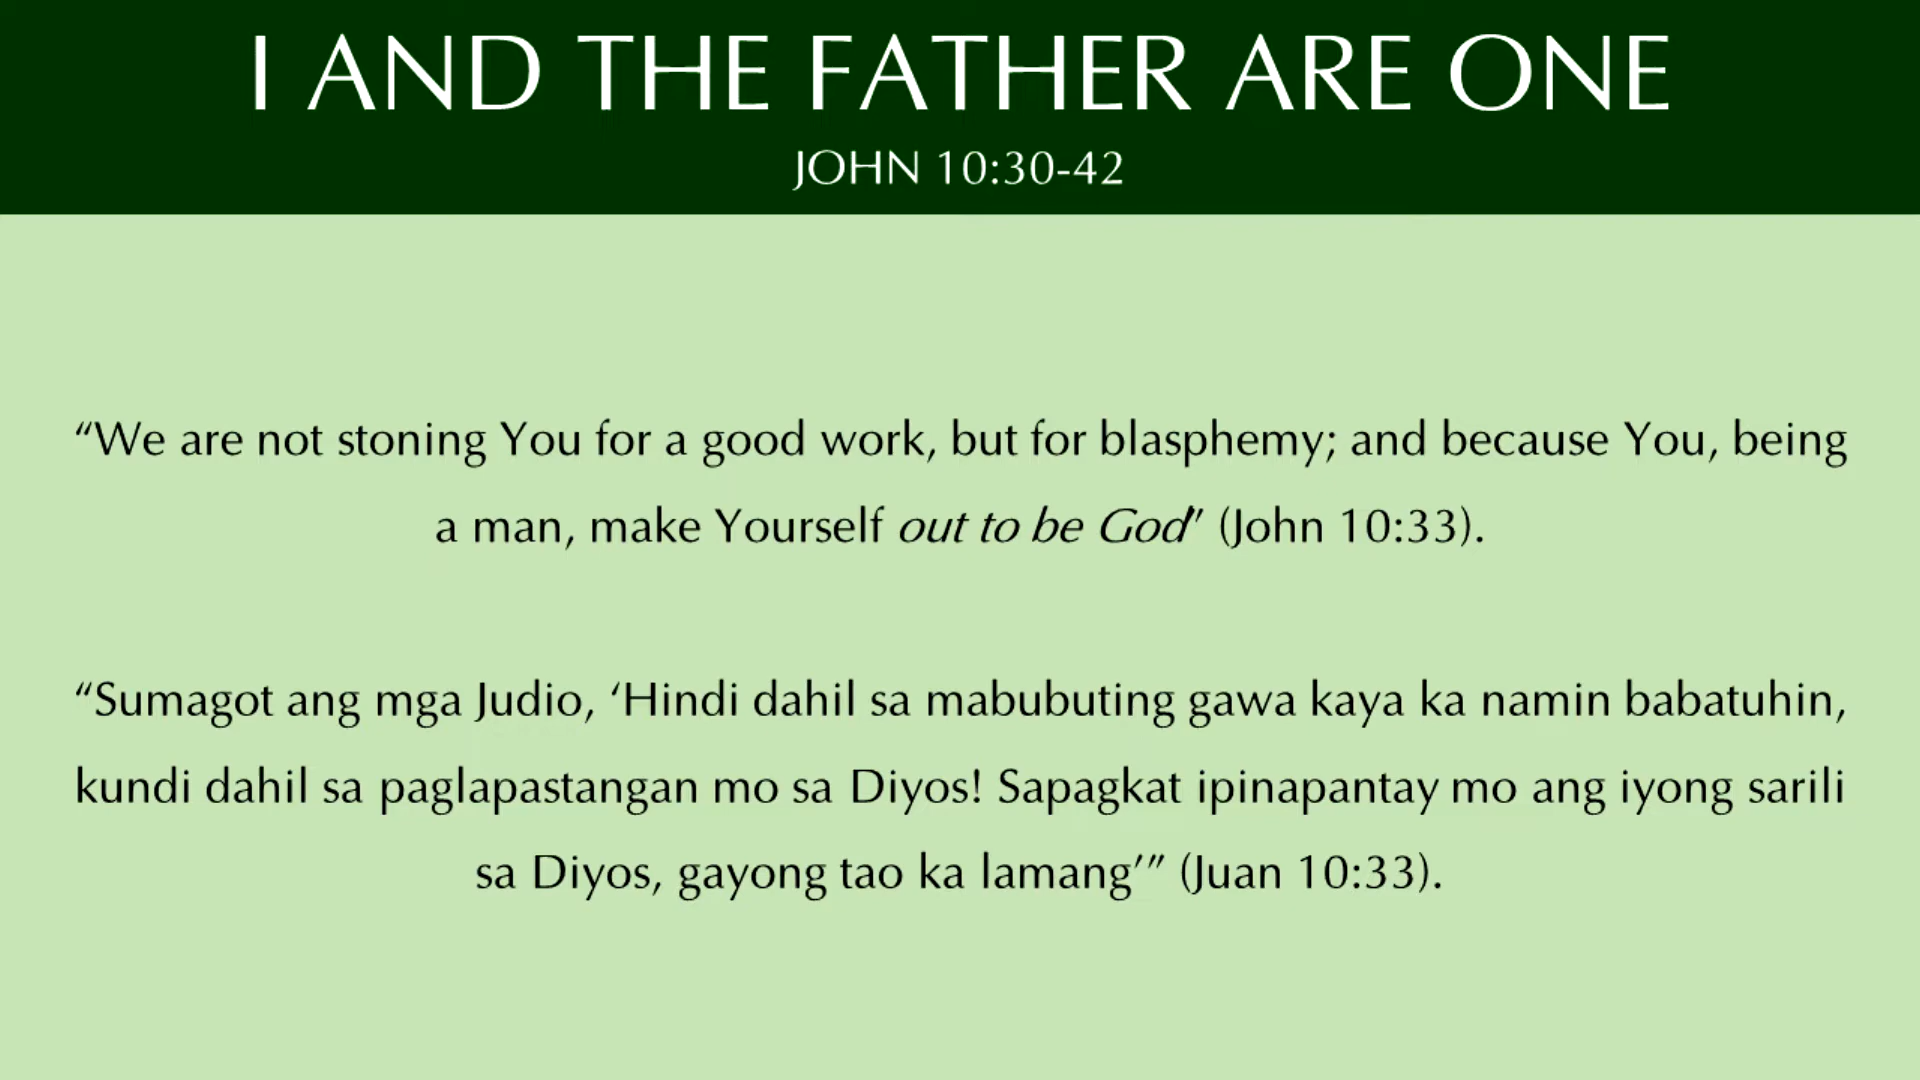 I AND THE FATHER ARE ONE
JOHN 10:30-42
“We are not stoning You for a good work, but for blasphemy; and because You, being
a man, make Yourself out to be God” (John 10:33).
“Sumagot ang mga Judio, ‘Hindi dahil sa mabubuting gawa kaya ka namin babatuhin,
kundi dahil sa paglapastangan mo sa Diyos! Sapagkat ipinapantay mo ang iyong sarili
sa Diyos, gayong tao ka lamang’” (Juan 10:33).